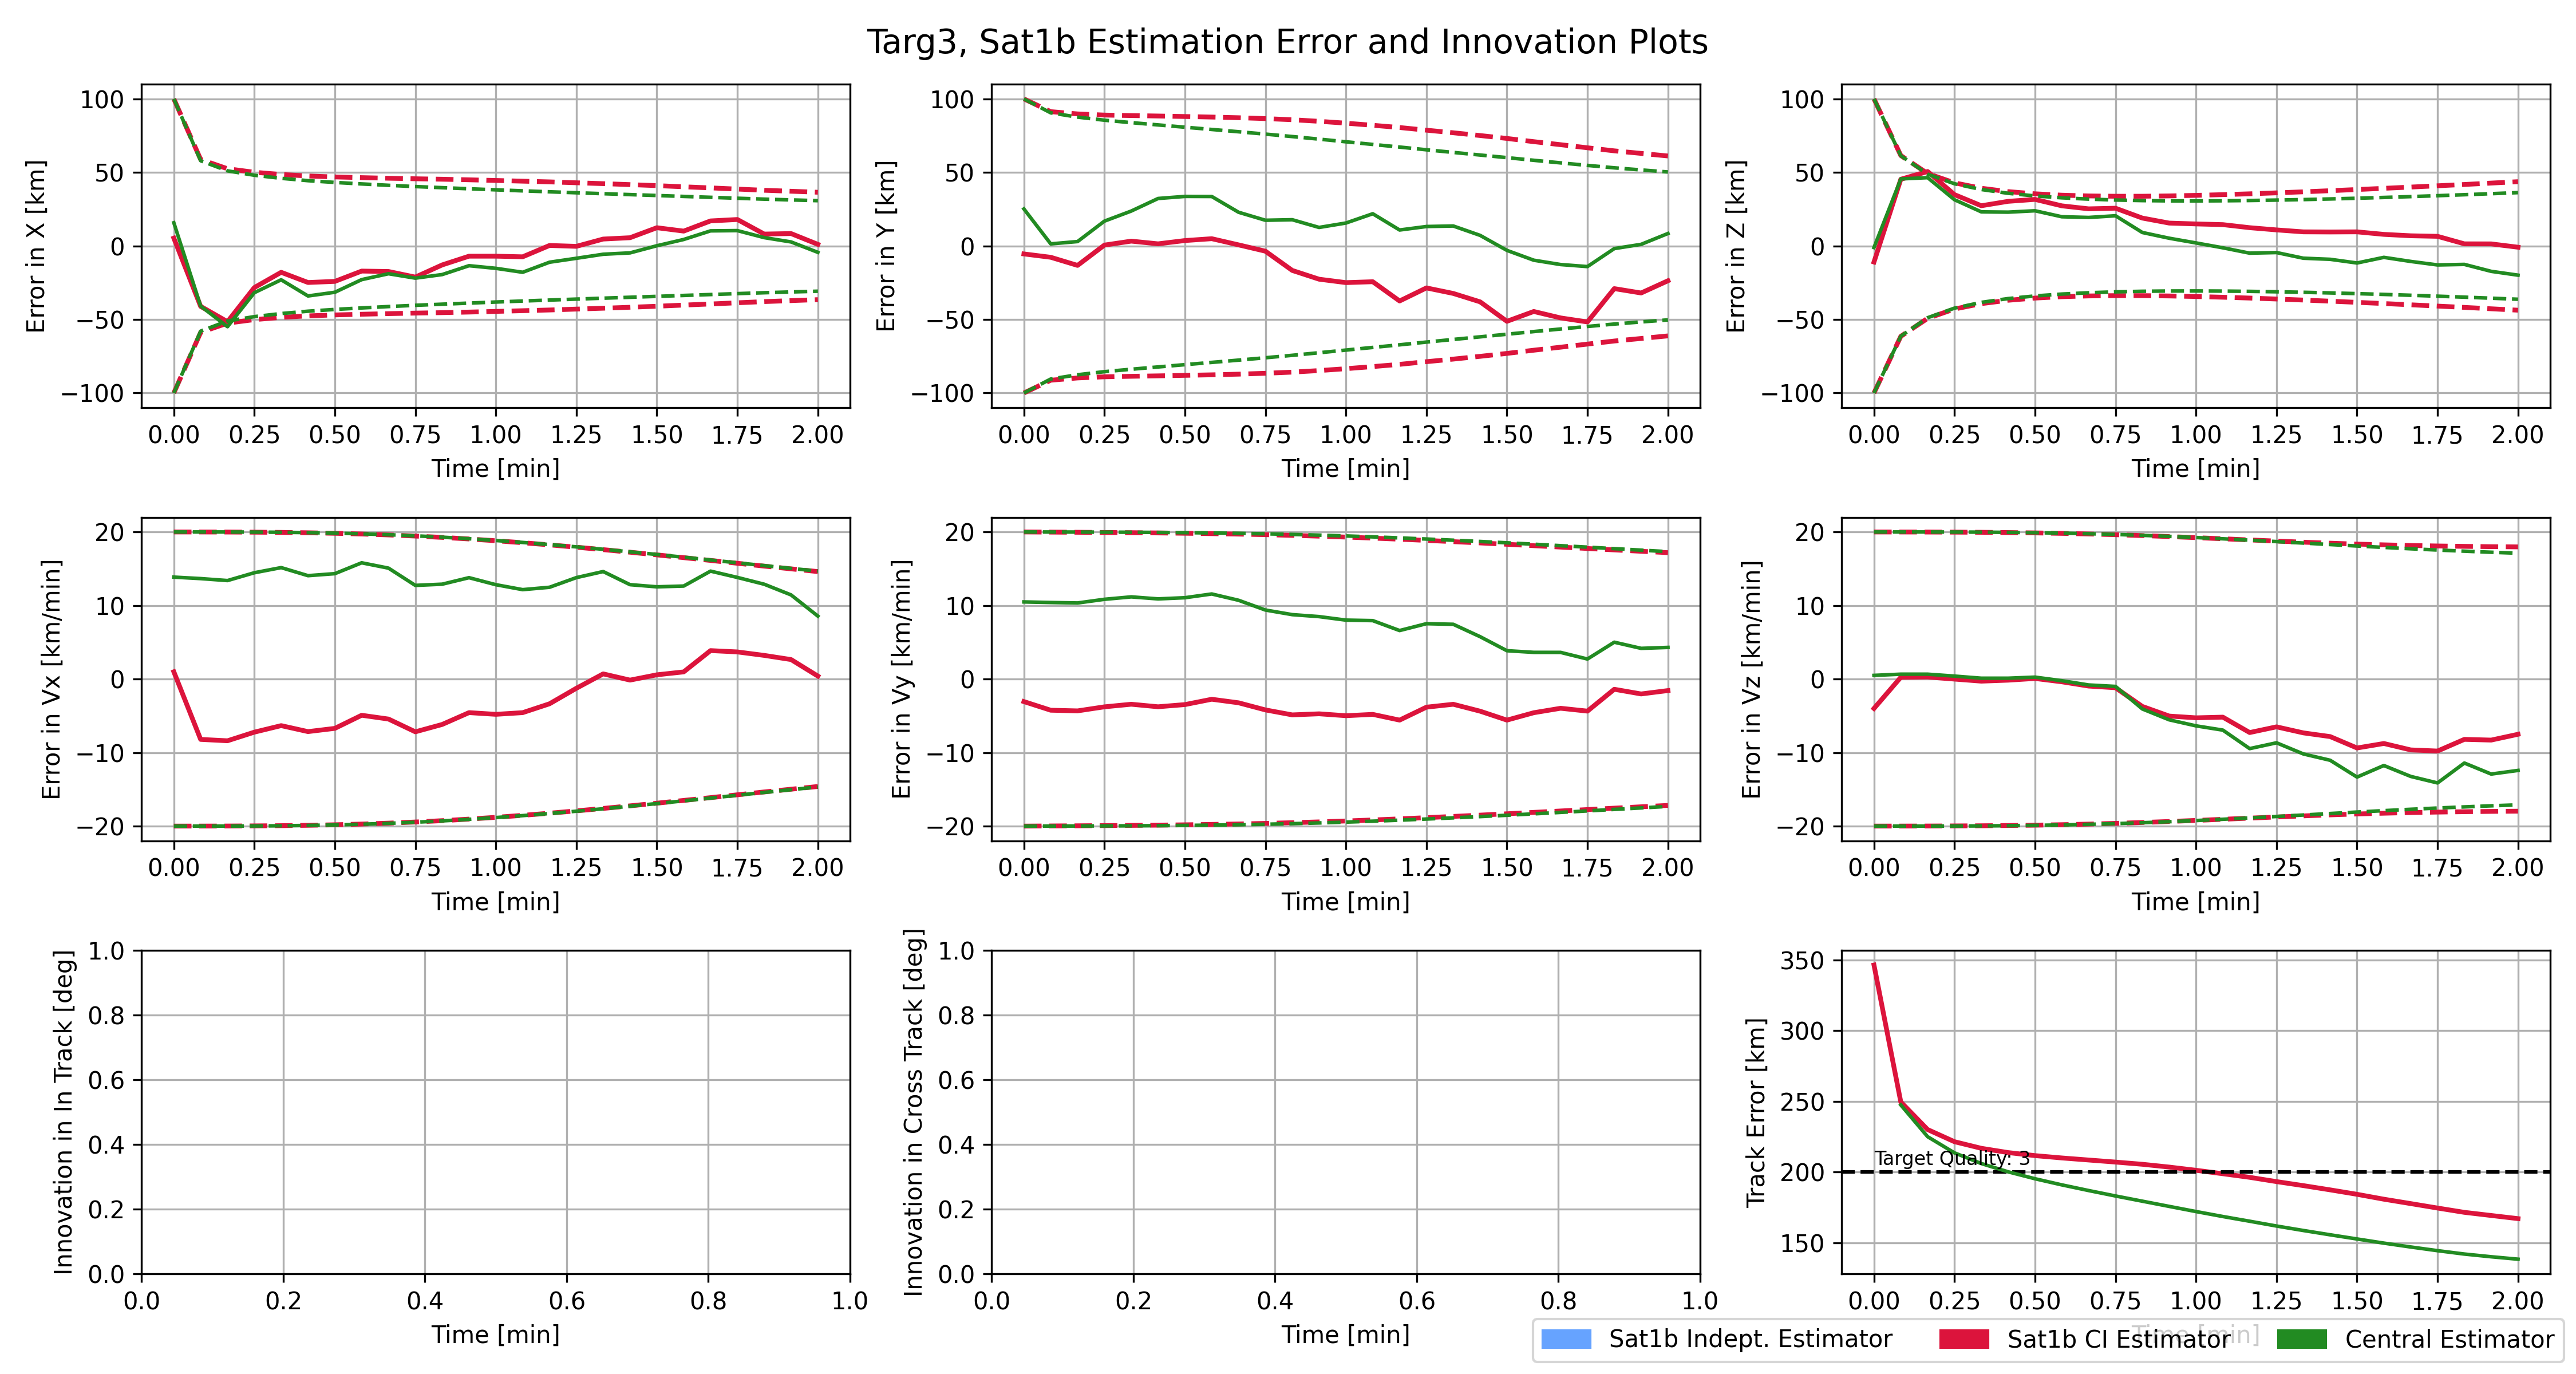 Targ3, Sat1b Estimation Error and Innovation Plots
Error in X [km]
100
50
0
−50
−100
0.00 0.25 0.50 0.75 1.00 1.25 1.50 1.75 2.00
Time [min]
Error in Y [km]
100
50
0
−50
−100
0.00 0.25 0.50 0.75 1.00 1.25 1.50 1.75 2.00
Time [min]
Error in Z [km]
100
50
0
−50
−100
0.00 0.25 0.50 0.75 1.00 1.25 1.50 1.75 2.00
Time [min]
Error in Vx [km/min]
20
10
0
−10
−20
0.00 0.25 0.50 0.75 1.00 1.25 1.50 1.75 2.00
Time [min]
Error in Vy [km/min]
20
10
0
−10
−20
0.00 0.25 0.50 0.75 1.00 1.25 1.50 1.75 2.00
Time [min]
Error in Vz [km/min]
20
10
0
−10
−20
0.00 0.25 0.50 0.75 1.00 1.25 1.50 1.75 2.00
Time [min]
Innovation in In Track [deg]
1.0
0.8
0.6
0.4
0.2
0.0
0.0 0.2 0.4 0.6 0.8 1.0
Time [min]
Innovation in Cross Track [deg]
1.0
0.8
0.6
0.4
0.2
0.0
0.0 0.2 0.4 0.6 0.8 1.0
Time [min]
Track Error [km]
350
300
250
200
150
Target Quality: 3
0.00 0.25 0.50 0.75 1.00 1.25 1.50 1.75 2.00
Time [min]
Sat1b Indept. Estimator
Sat1b CI Estimator
Central Estimator